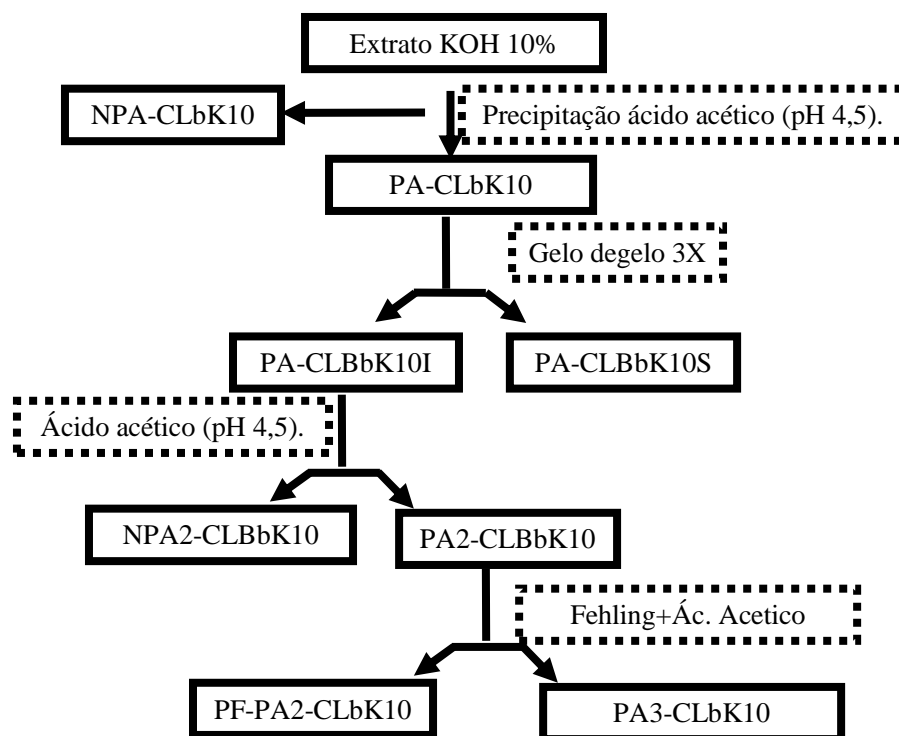 Extrato KOH 10%
NPA-CLbK10
Precipitação ácido acético (pH 4,5).
PA-CLbK10
Gelo degelo 3X
PA-CLBbK10I
PA-CLBbK10S
Ácido acético (pH 4,5).
NPA2-CLBbK10
PA2-CLBbK10
Fehling+Ác. Acetico
PF-PA2-CLbK10
PA3-CLbK10